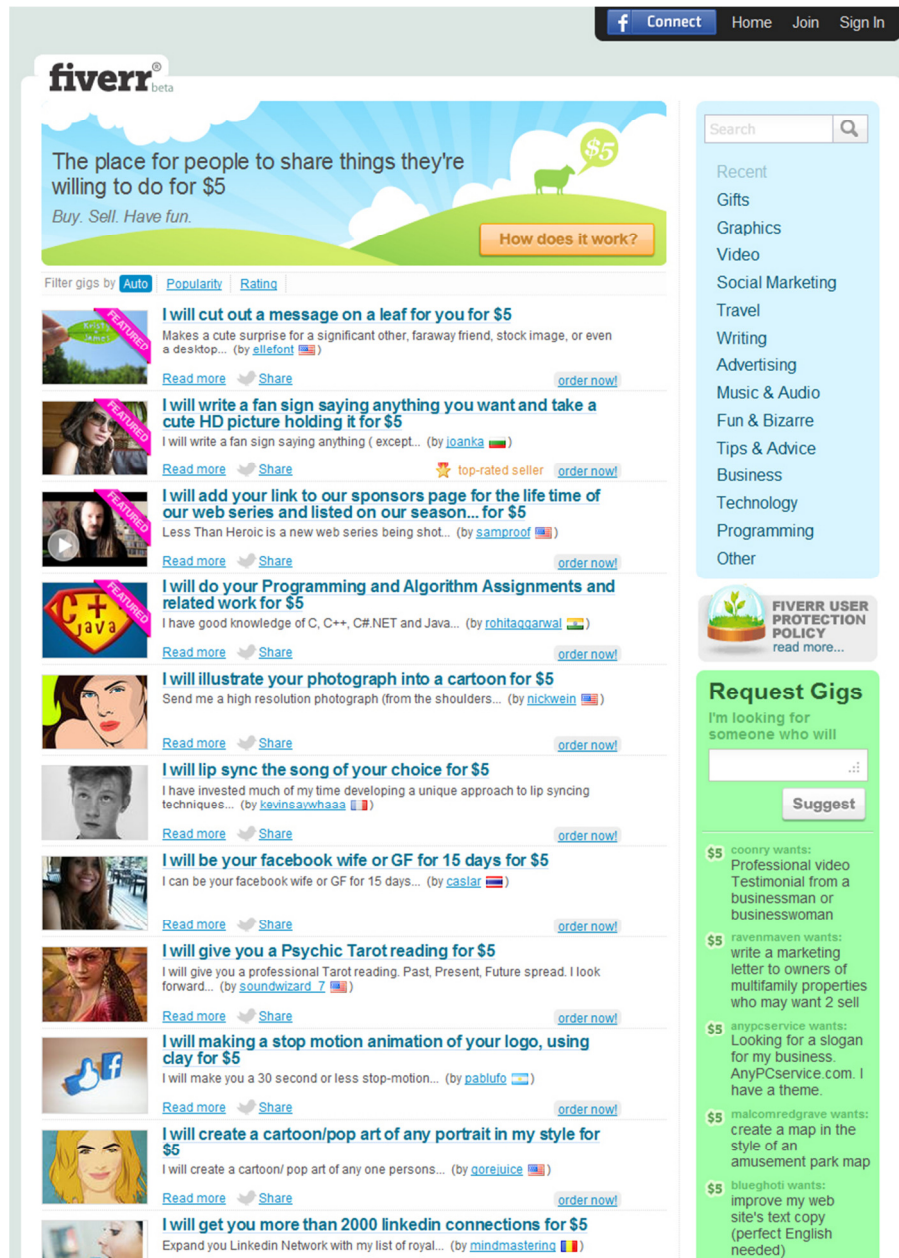 Connect Home Join Sign In
fiverr®
beta
The place for people to share things they're
willing to do for $5
Buy. Sell. Have fun.
$5
How does it work?
Filter gigs by Auto Popularity Rating
FEATURED
I will cut out a message on a leaf for you for $5
Makes a cute surprise for a significant other, faraway friend, stock image, or even
a desktop... (by ellefont )
Read more Share order now!
FEATURED
I will write a fan sign saying anything you want and take a
cute HD picture holding it for $5
I will write a fan sign saying anything ( except... (by joanka )
Read more Share top-rated seller order now!
FEATURED
I will add your link to our sponsors page for the life time of
our web series and listed on our season... for $5
Less Than Heroic is a new web series being shot... (by samproof )
Read more Share order now!
FEATURED
C++
Java
I will do your Programming and Algorithm Assignments and
related work for $5
I have good knowledge of C, C++, C#.NET and Java... (by rohitaggarwal )
Read more Share order now!
I will illustrate your photograph into a cartoon for $5
Send me a high resolution photograph (from the shoulders... (by nickwein )
Read more Share order now!
I will lip sync the song of your choice for $5
I have invested much of my time developing a unique approach to lip syncing
techniques... (by kevinsaywhaaa )
Read more Share order now!
I will be your facebook wife or GF for 15 days for $5
I can be your facebook wife or GF for 15 days... (by caslar )
Read more Share order now!
I will give you a Psychic Tarot reading for $5
I will give you a professional Tarot reading. Past, Present, Future spread. I look
forward... (by soundwizard_7 )
Read more Share order now!
I will making a stop motion animation of your logo, using
clay for $5
I will make you a 30 second or less stop-motion... (by pablufo )
Read more Share order now!
I will create a cartoon/pop art of any portrait in my style for
$5
I will create a cartoon/ pop art of any one persons... (by gorejuice )
Read more Share order now!
I will get you more than 2000 linkedin connections for $5
Expand you Linkedin Network with my list of royal... (by mindmastering )
Search
Recent
Gifts
Graphics
Video
Social Marketing
Travel
Writing
Advertising
Music & Audio
Fun & Bizarre
Tips & Advice
Business
Technology
Programming
Other
FIVERR USER
PROTECTION
POLICY
read more...
Request Gigs
I'm looking for
someone who will
Suggest
$5 coonry wants:
Professional video
Testimonial from a
businessman or
businesswoman
$5 ravenmaven wants:
write a marketing
letter to owners of
multifamily properties
who may want 2 sell
$5 anypcservice wants:
Looking for a slogan
for my business.
AnyPCservice.com. I
have a theme.
$5 malcomredgrave wants:
create a map in the
style of an
amusement park map
$5 blueghoti wants:
improve my web
site's text copy
(perfect English
needed)